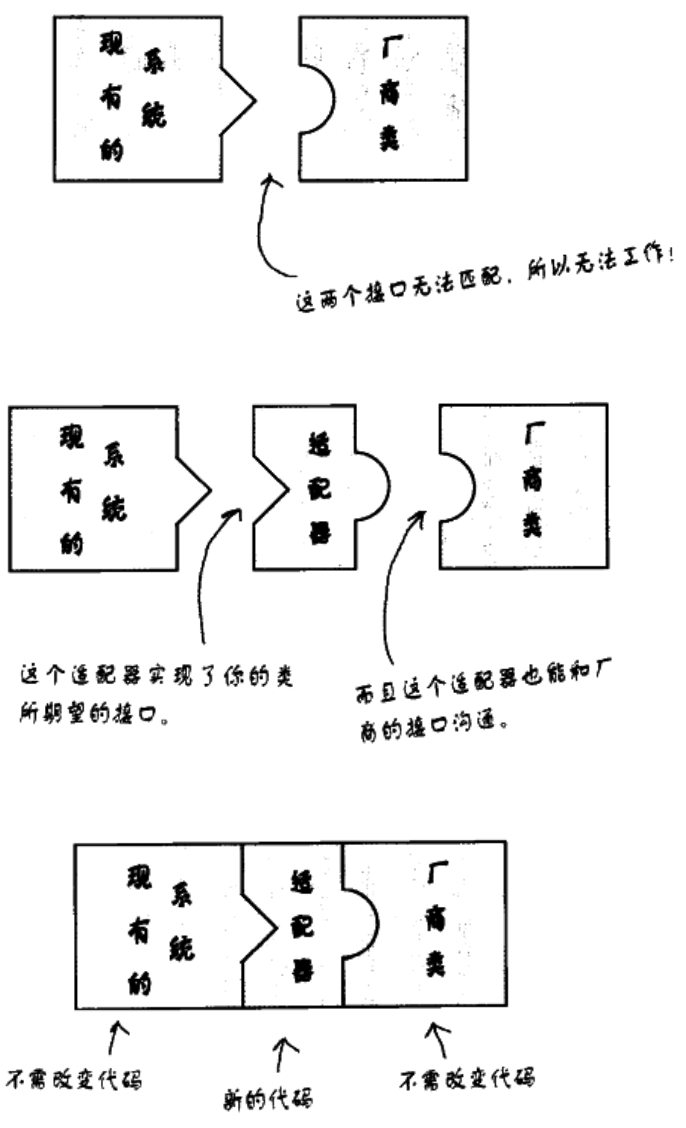 现有的
系统
厂商类
这两个接口无法匹配，所以无法工作！
现有的
系统
适配器
厂商类
这个适配器实现了你的类
所期望的接口。
而且这个适配器也能和厂
商的接口沟通。
现有的
系统
适配器
厂商类
不需改变代码
新的代码
不需改变代码